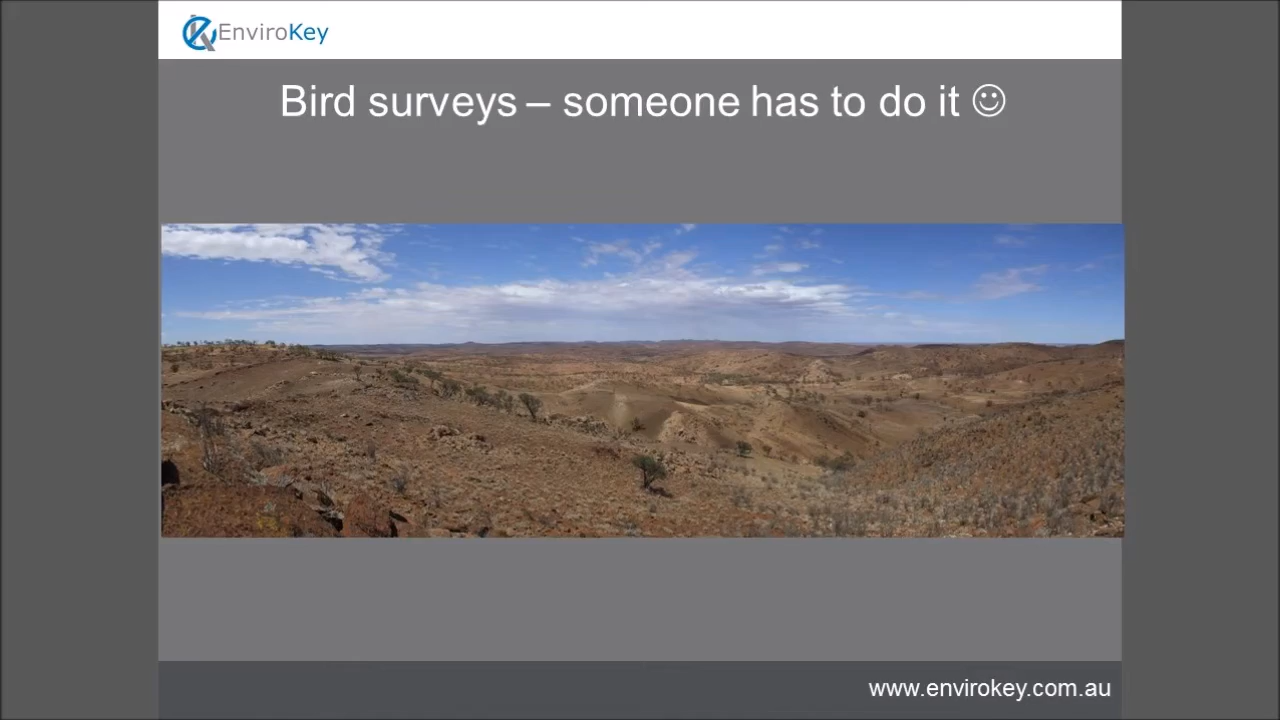 EnviroKey
Bird surveys – someone has to do it ☺
www.envirokey.com.au